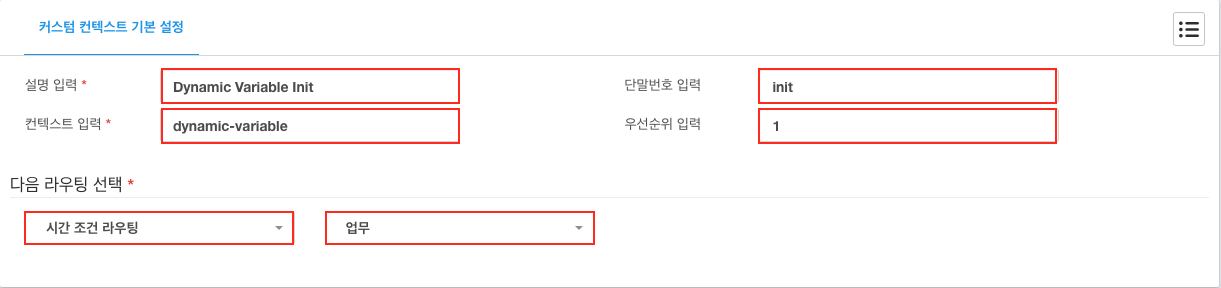 커스텀 컨텍스트 기본 설정
설명 입력 * Dynamic Variable Init 단말번호 입력 init
컨텍스트 입력 * dynamic-variable 우선순위 입력 1
다음 라우팅 선택 *
시간 조건 라우팅 업무